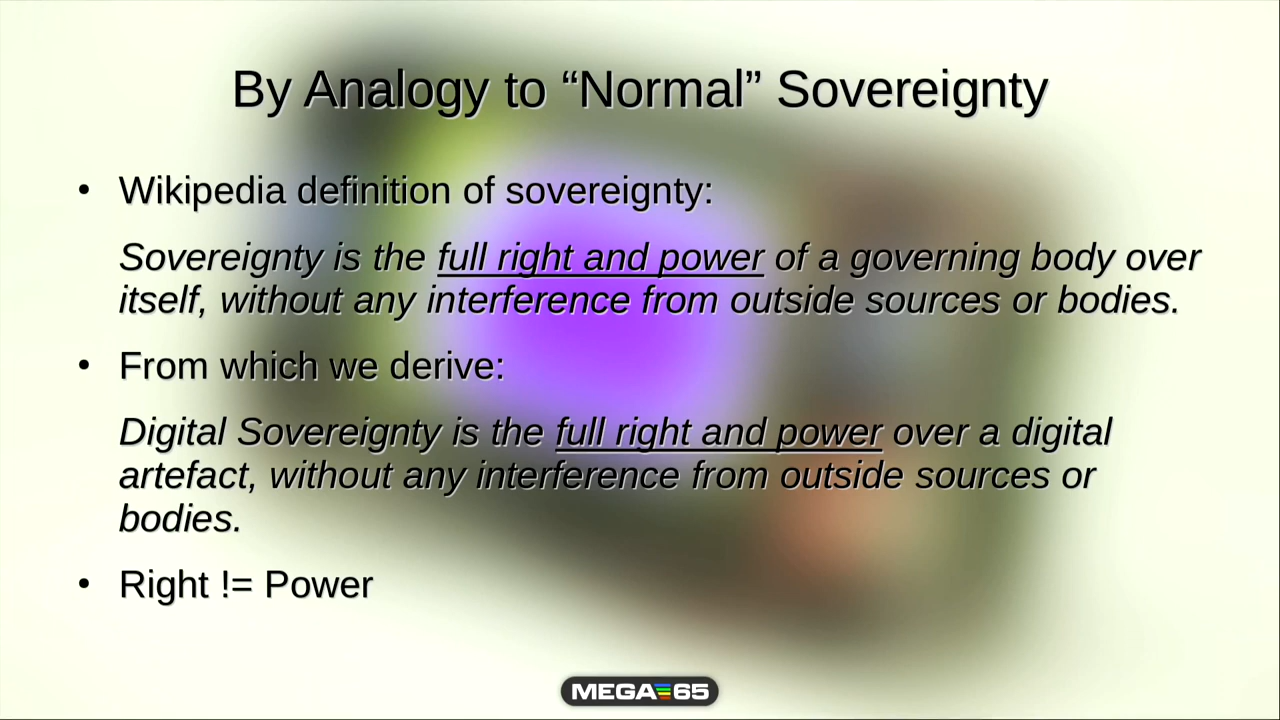 By Analogy to “Normal” Sovereignty
• Wikipedia definition of sovereignty:
Sovereignty is the full right and power of a governing body over
itself, without any interference from outside sources or bodies.
• From which we derive:
Digital Sovereignty is the full right and power over a digital
artefact, without any interference from outside sources or
bodies.
• Right != Power
MEGA 65